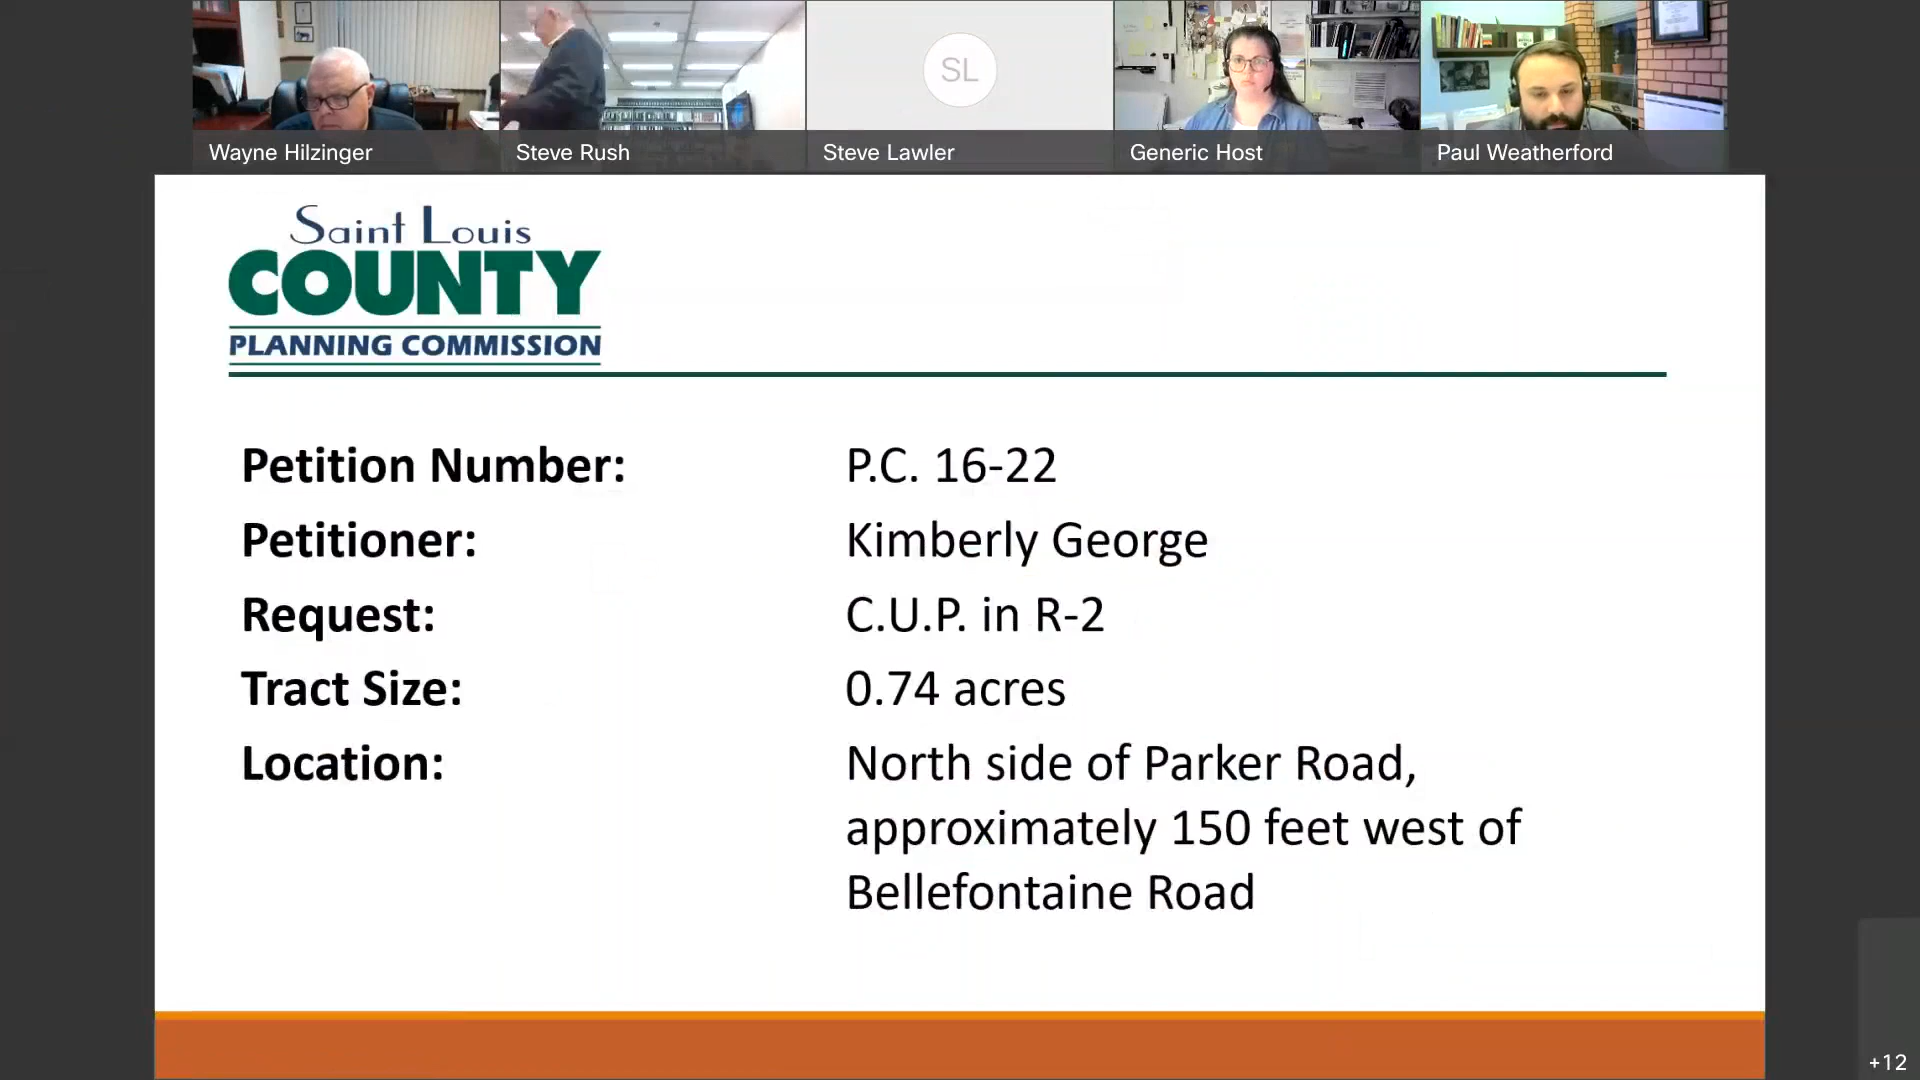 SL
Wayne Hilzinger
Steve Rush
Steve Lawler
Generic Host
Paul Weatherford
Saint Louis
COUNTY
PLANNING COMMISSION
Petition Number: P.C. 16-22
Petitioner: Kimberly George
Request: C.U.P. in R-2
Tract Size: 0.74 acres
Location: North side of Parker Road,
approximately 150 feet west of
Bellefontaine Road
+12